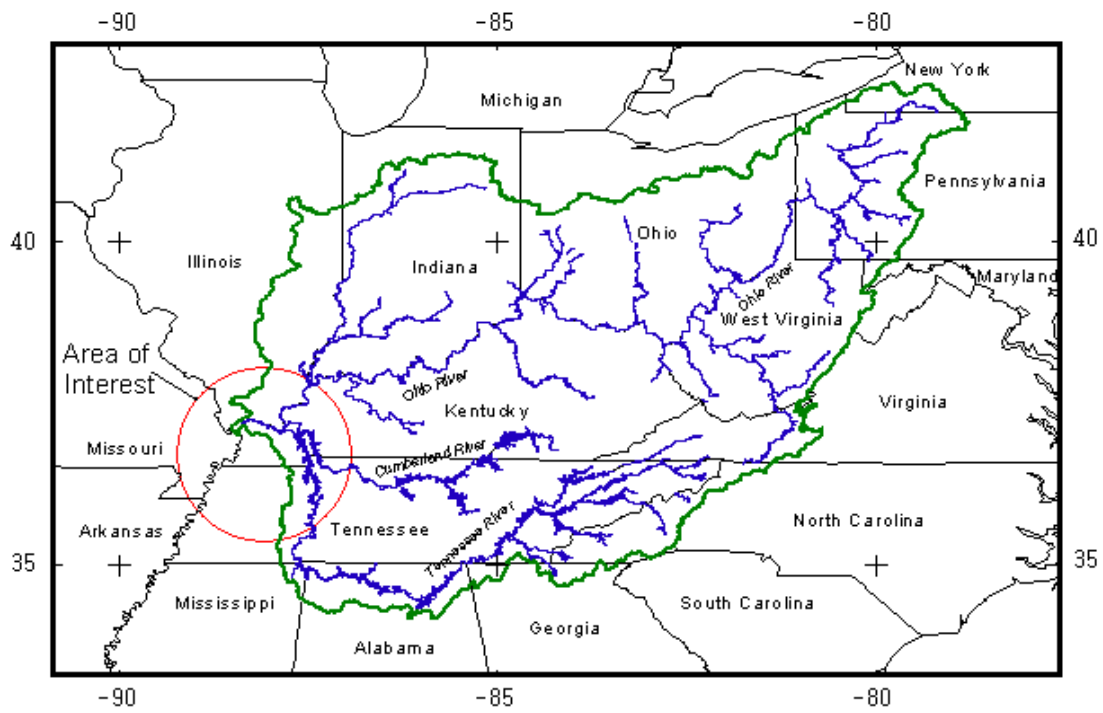 -90
-85
-80
New York
Michigan
Pennsylvania
40
Illinois
Indiana
Ohio
40
Maryland
Ohio River
West Virginia
Area of
Interest
Ohio River
Kentucky
Virginia
Missouri
Cumberland River
Arkansas
Tennessee
Tennessee River
North Carolina
35
35
Mississippi
South Carolina
Georgia
Alabama
-90
-85
-80